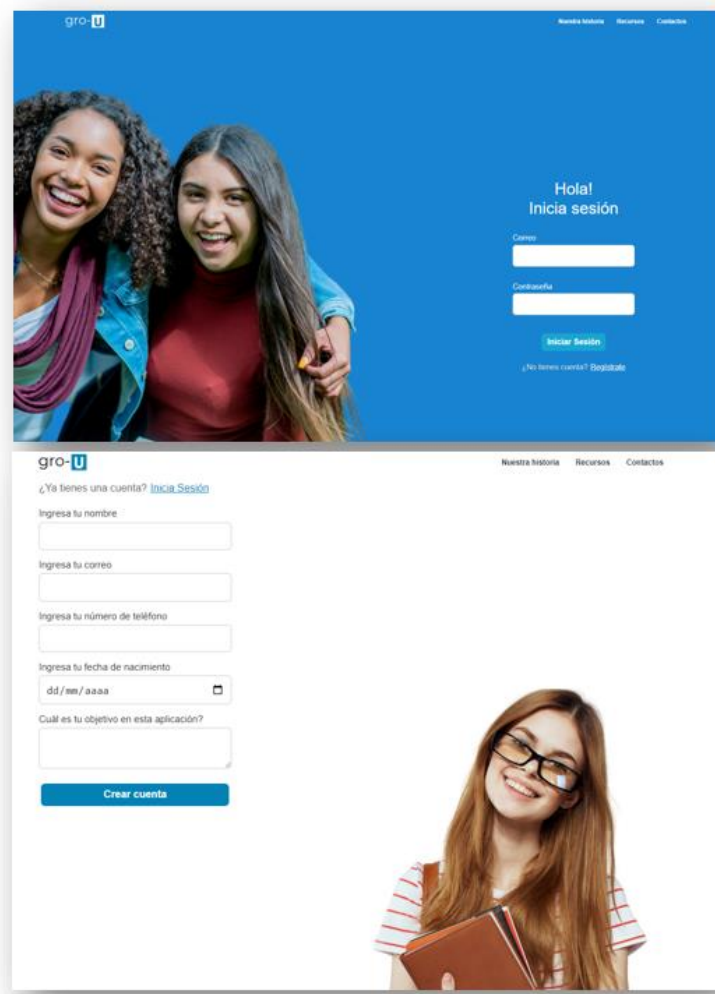 gro-U
Nuestra historia Recursos Contactos
Hola!
Inicia sesión
Correo
Contraseña
Iniciar Sesión
¿No tienes cuenta? Regístrate
gro-U
Nuestra historia Recursos Contactos
¿Ya tienes una cuenta? Inicia Sesión
Ingresa tu nombre
Ingresa tu correo
Ingresa tu número de teléfono
Ingresa tu fecha de nacimiento
dd/mm/aaaa
Cuál es tu objetivo en esta aplicación?
Crear cuenta